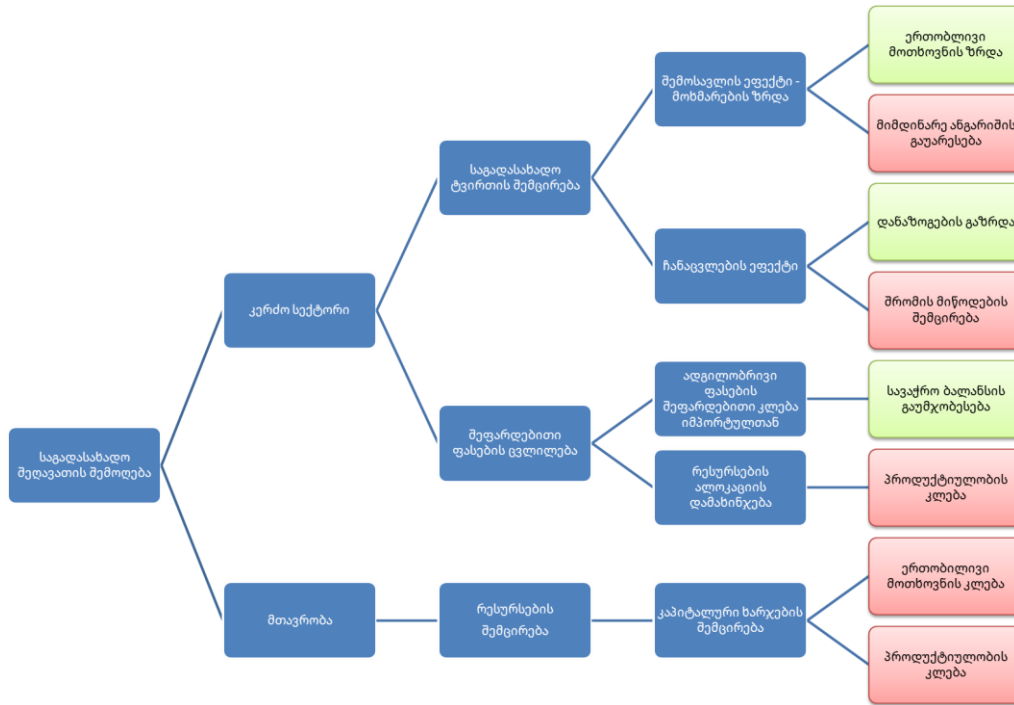 საგადასახადო
შეღავათის შემოღება
კერძო სექტორი
საგადასახადო
ტვირთის შემცირება
შემოსავლის ეფექტი -
მოხმარების ზრდა
ერთობლივი
მოთხოვნის ზრდა
მიმდინარე ანგარიშის
გაუარესება
ჩანაცვლების ეფექტი
დანაზოგების გაზრდა
შრომის მიწოდების
შემცირება
შეფარდებითი
ფასების ცვლილება
ადგილობრივი
ფასების
შეფარდებითი კლება
იმპორტულთან
სავაჭრო ბალანსის
გაუმჯობესება
რესურსების
ალოკაციის
დამახინჯება
პროდუქტიულობის
კლება
მთავრობა
რესურსების
შემცირება
კაპიტალური ხარჯების
შემცირება
ერთობილივი
მოთხოვნის კლება
პროდუქტიულობის
კლება